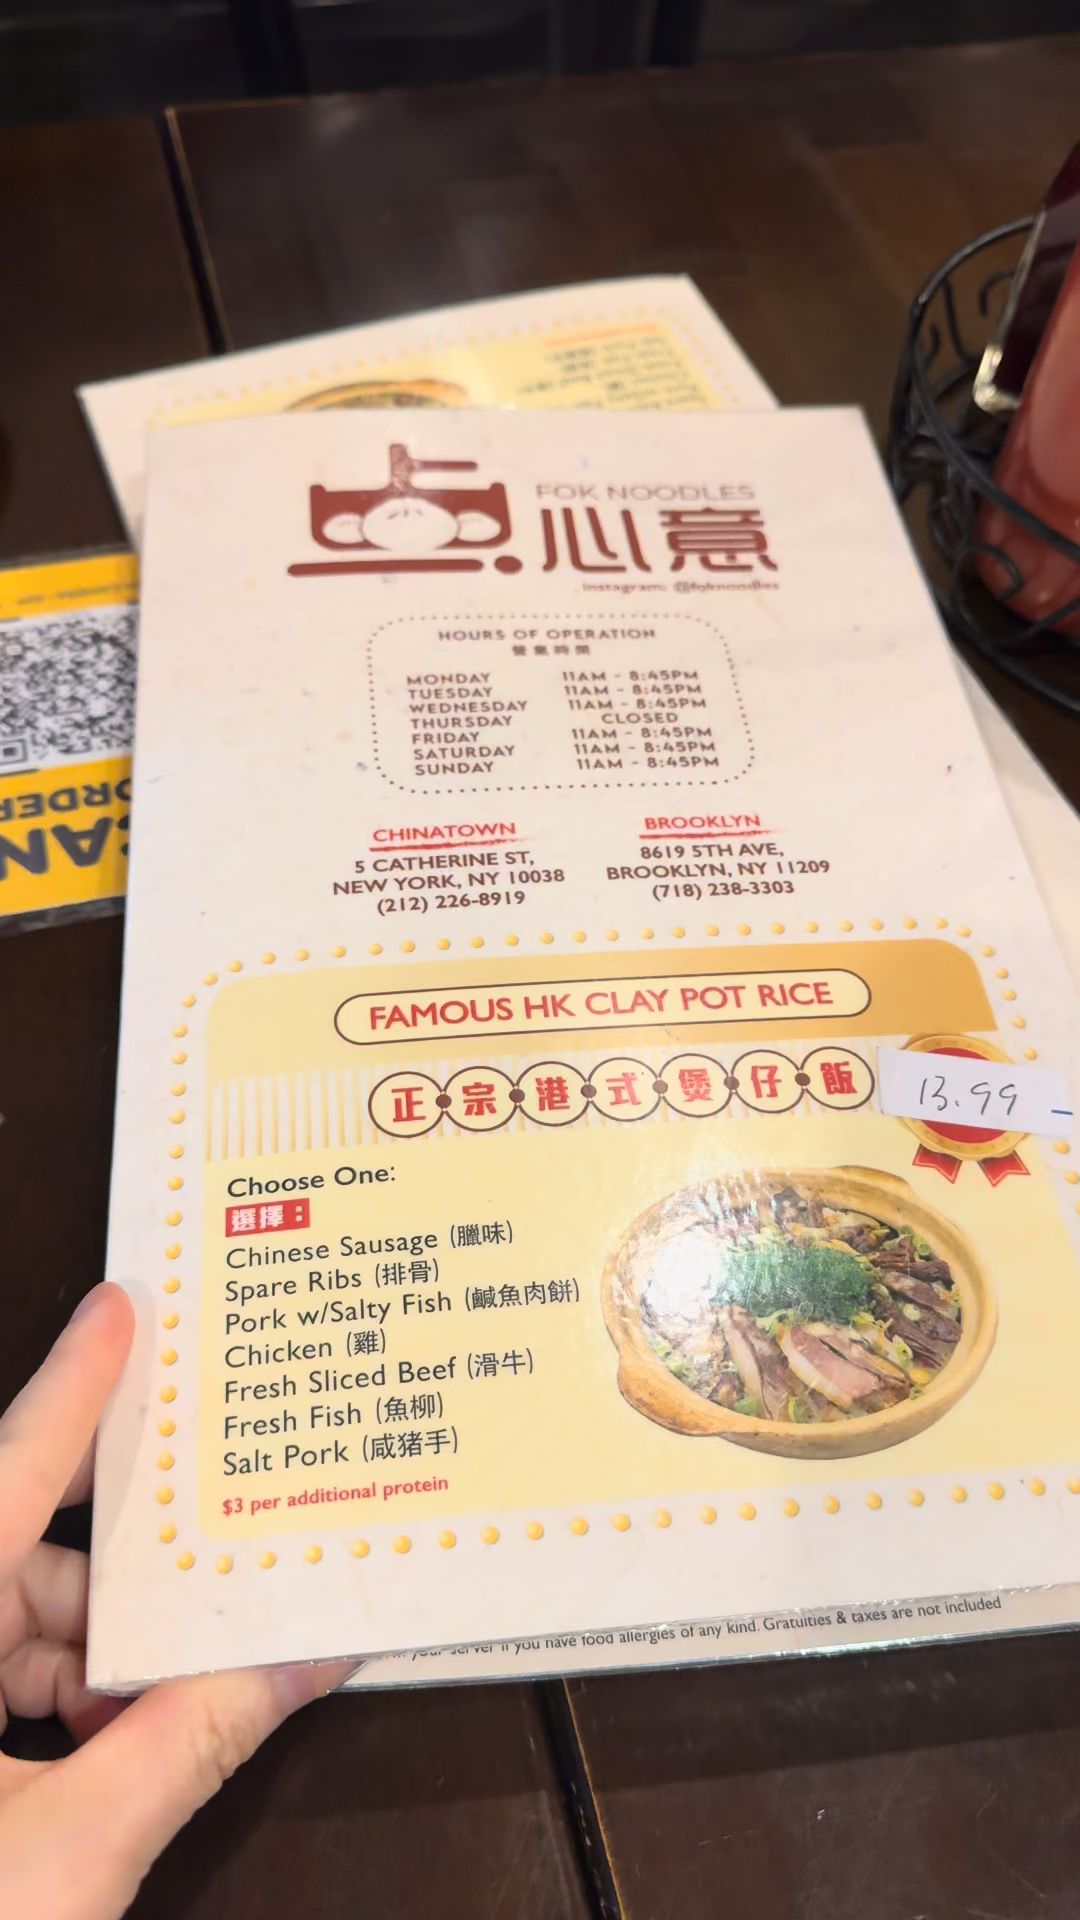 FOK NOODLES
点心意
instagram: @foknoodles
HOURS OF OPERATION
營業時間
MONDAY 11AM - 8:45PM
TUESDAY 11AM - 8:45PM
WEDNESDAY 11AM - 8:45PM
THURSDAY CLOSED
FRIDAY 11AM - 8:45PM
SATURDAY 11AM - 8:45PM
SUNDAY 11AM - 8:45PM
CHINATOWN
5 CATHERINE ST,
NEW YORK, NY 10038
(212) 226-8919
BROOKLYN
8619 5TH AVE,
BROOKLYN, NY 11209
(718) 238-3303
FAMOUS HK CLAY POT RICE
正宗港式煲仔飯
13.99
Choose One:
選擇：
Chinese Sausage (臘味)
Spare Ribs (排骨)
Pork w/Salty Fish (鹹魚肉餅)
Chicken (雞)
Fresh Sliced Beef (滑牛)
Fresh Fish (魚柳)
Salt Pork (咸猪手)
$3 per additional protein
your server if you have food allergies of any kind. Gratuities & taxes are not included